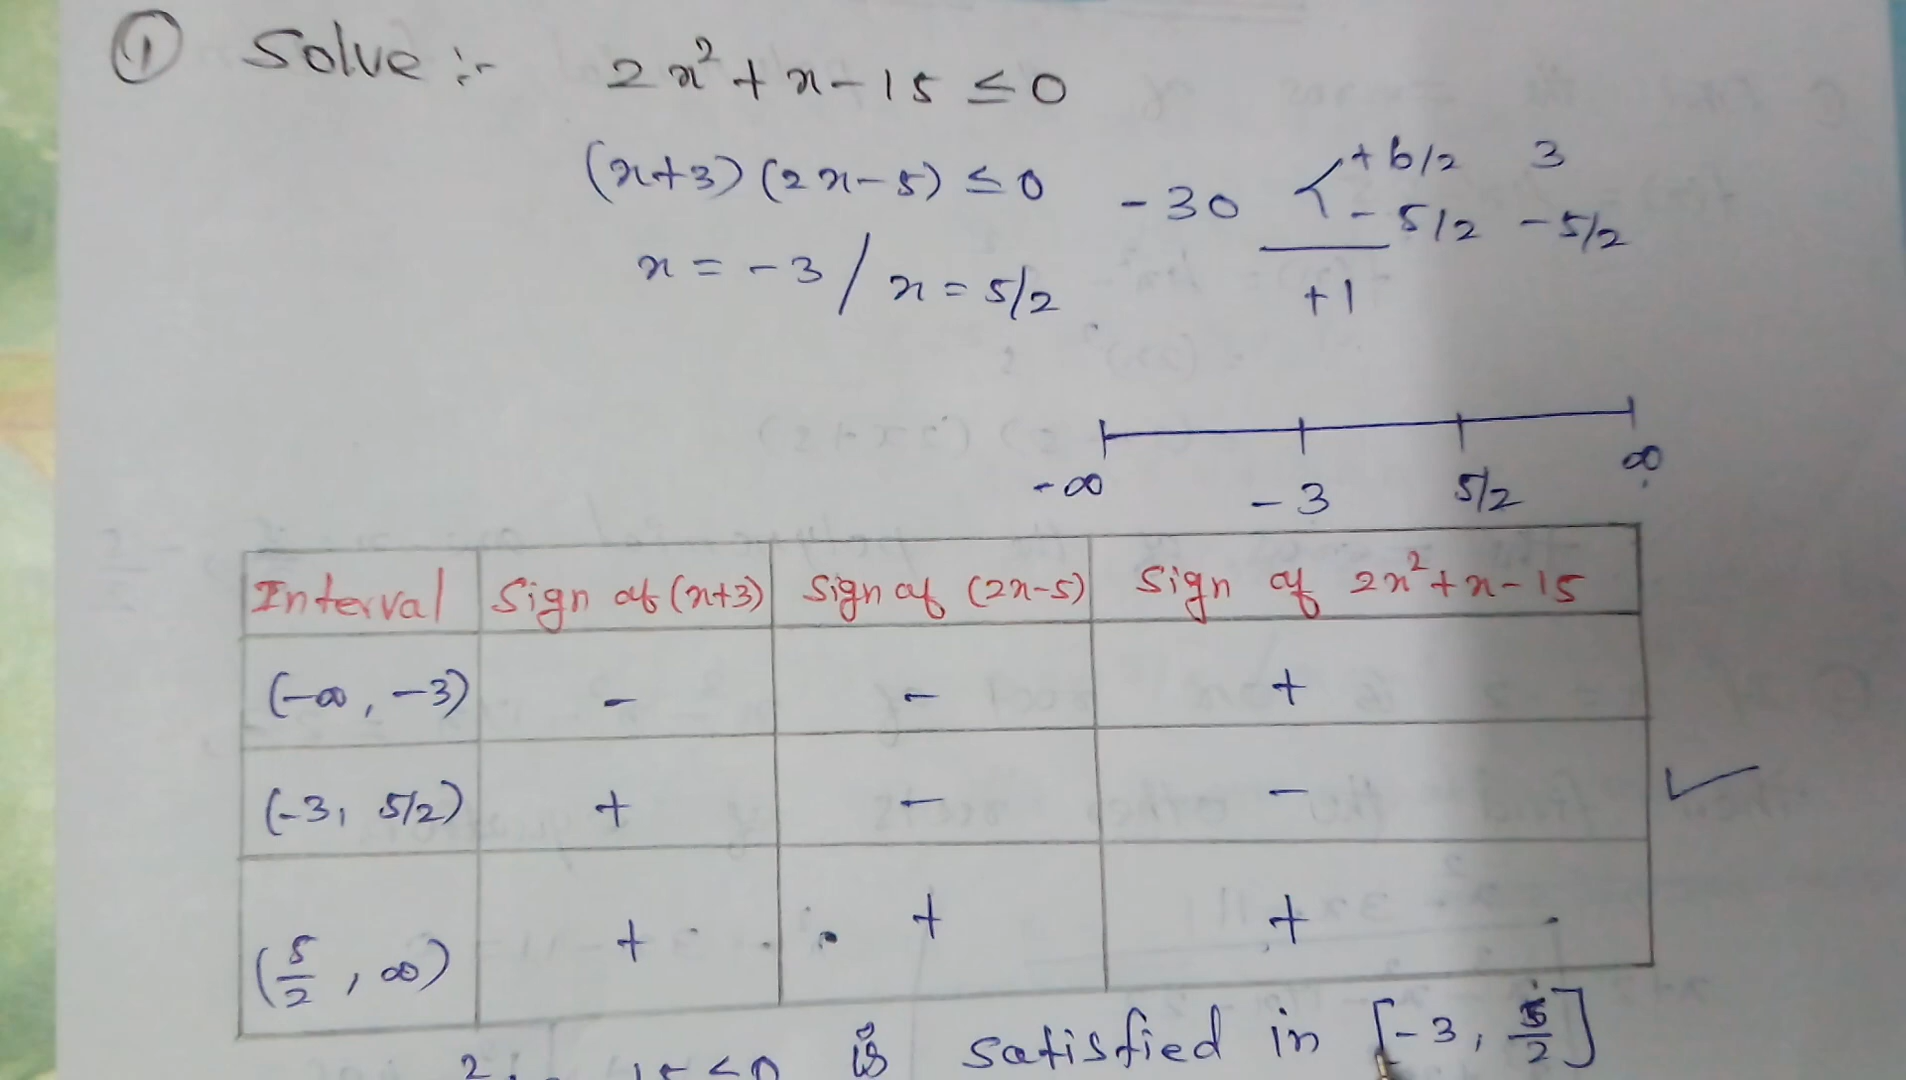 ① Solve :- 2x² + x - 15 ≤ 0
(x+3) (2x-5) ≤ 0
-30 < +6/2 3
- 5/2 -5/2
+1
x = -3 / x = 5/2
-∞ -3 5/2 ∞
Interval Sign of (x+3) Sign of (2x-5) Sign of 2x²+x-15
(-∞, -3) - - +
(-3, 5/2) + - - ✓
(5/2, ∞) + + +
is satisfied in [-3, 5/2]